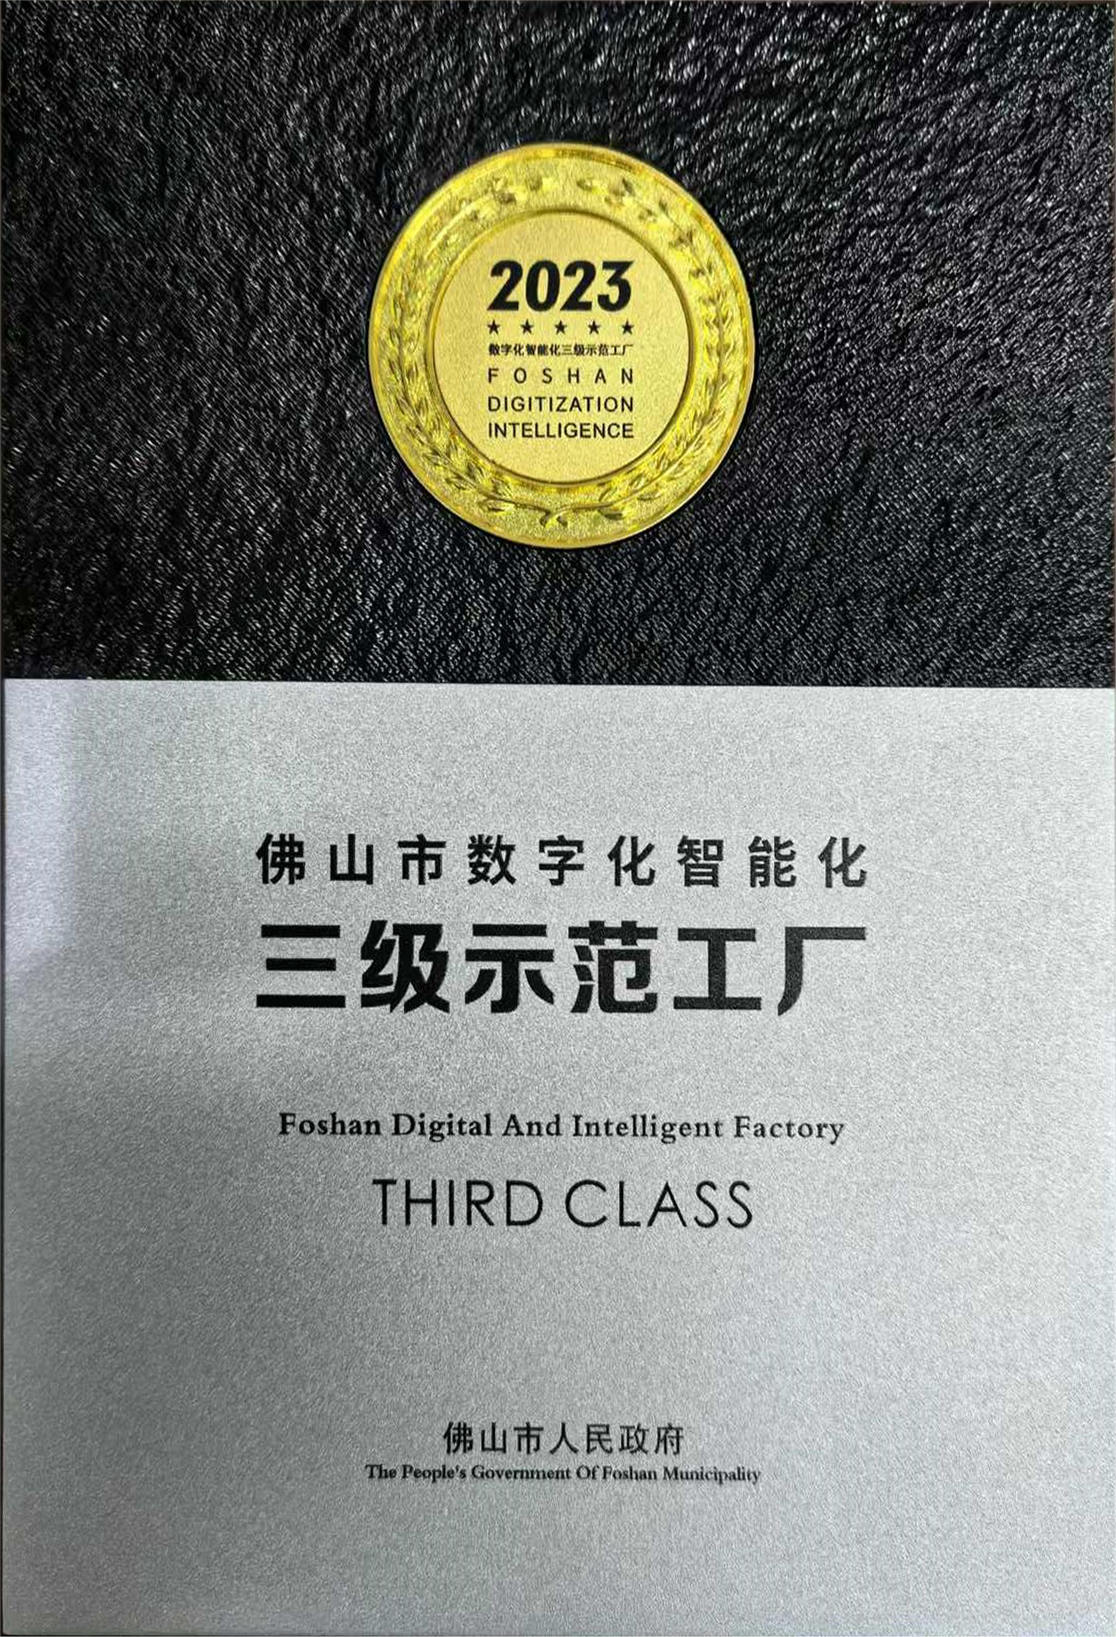 2023
★ ★ ★ ★ ★
数字化智能化三级示范工厂
FOSHAN
DIGITIZATION
INTELLIGENCE
佛山市数字化智能化
三级示范工厂
Foshan Digital And Intelligent Factory
THIRD CLASS
佛山市人民政府
The People's Government Of Foshan Municipality